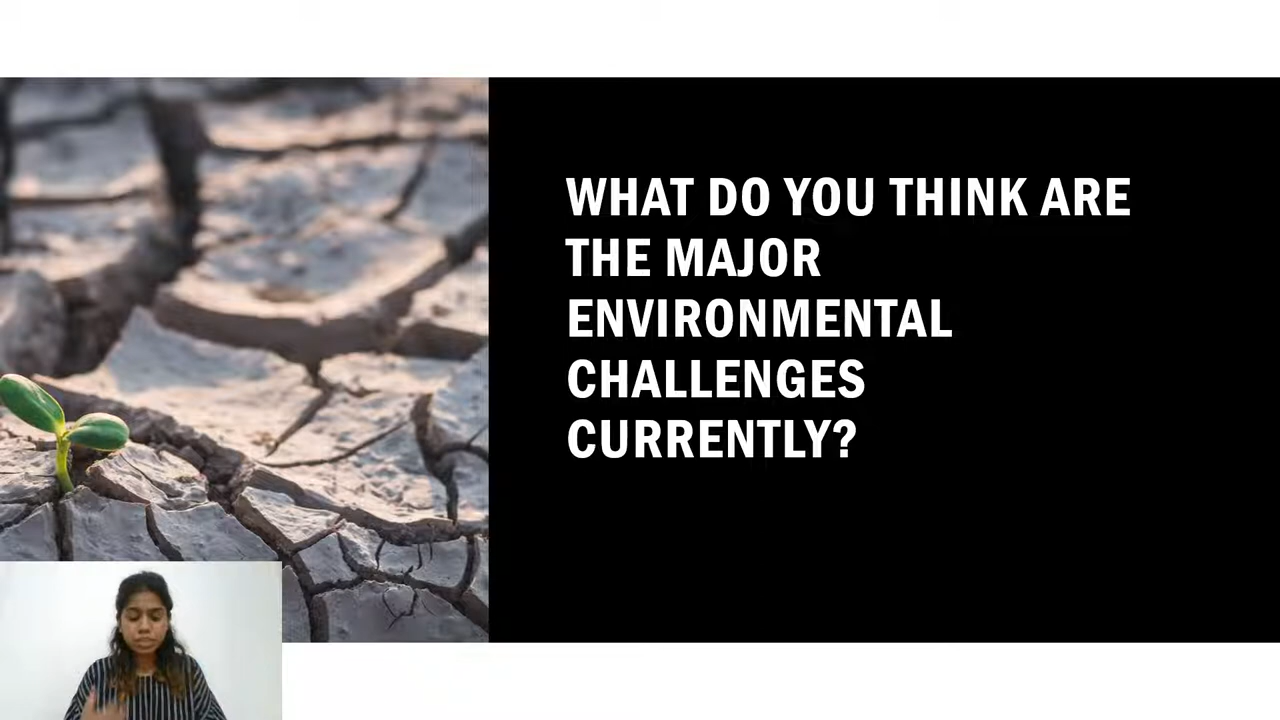 WHAT DO YOU THINK ARE
THE MAJOR
ENVIRONMENTAL
CHALLENGES
CURRENTLY?